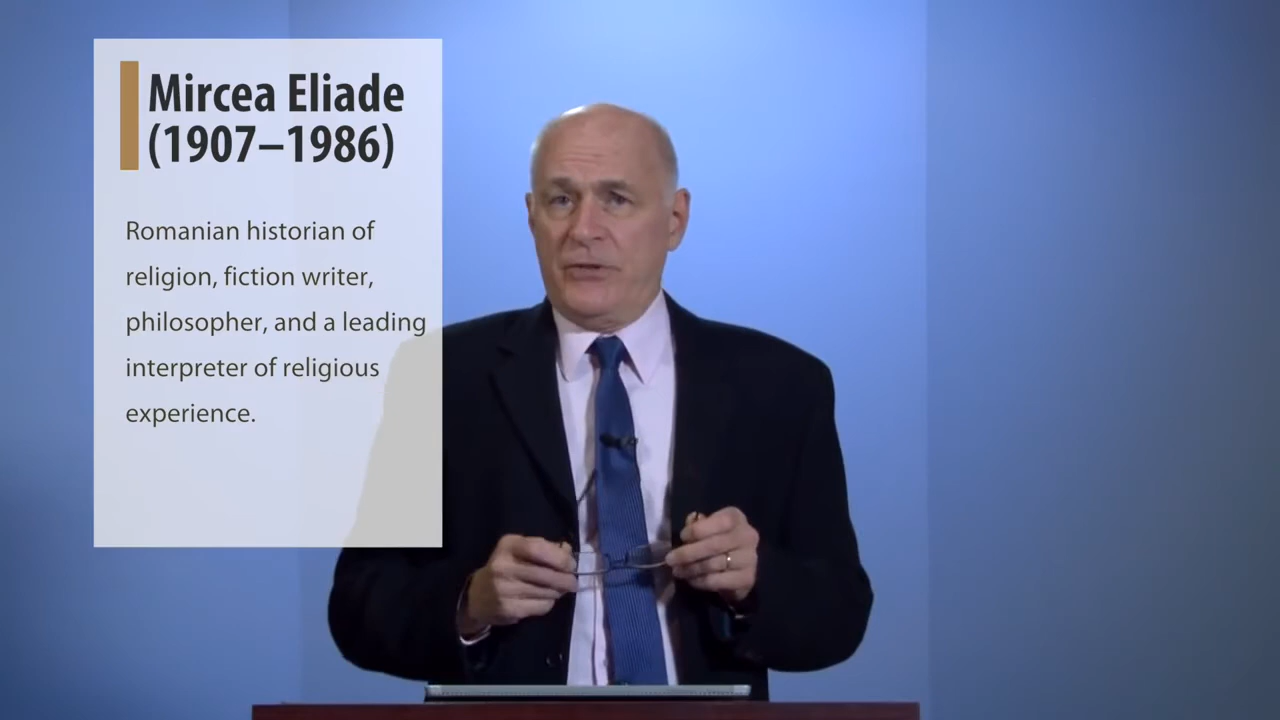 Mircea Eliade
(1907–1986)
Romanian historian of
religion, fiction writer,
philosopher, and a leading
interpreter of religious
experience.